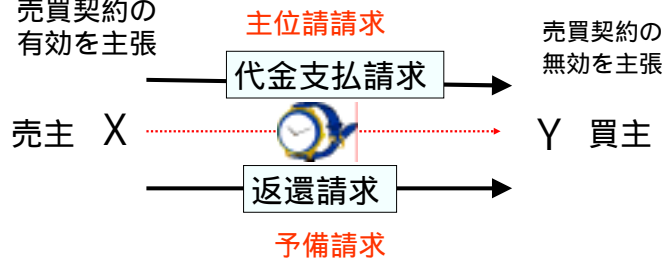 売買契約の
有効を主張
主位請請求
売買契約の
無効を主張
代金支払請求
売主 X
Y 買主
返還請求
予備請求